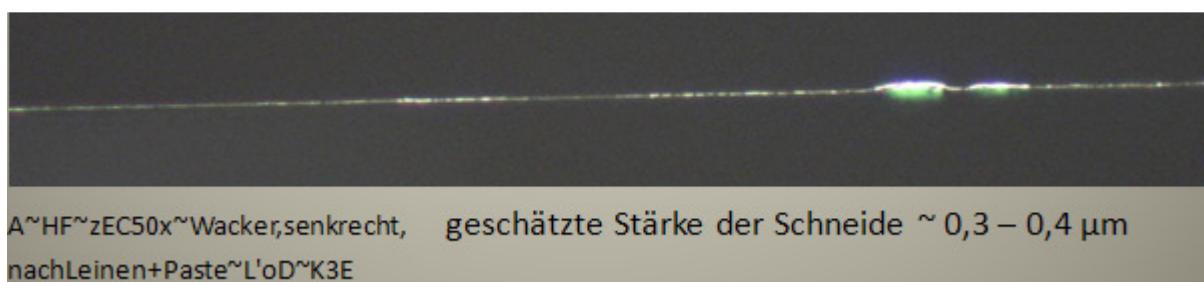 A~HF~zEC50x~Wacker,senkrecht, geschätzte Stärke der Schneide ~ 0,3 – 0,4 µm
nachLeinen+Paste~L'oD~K3E